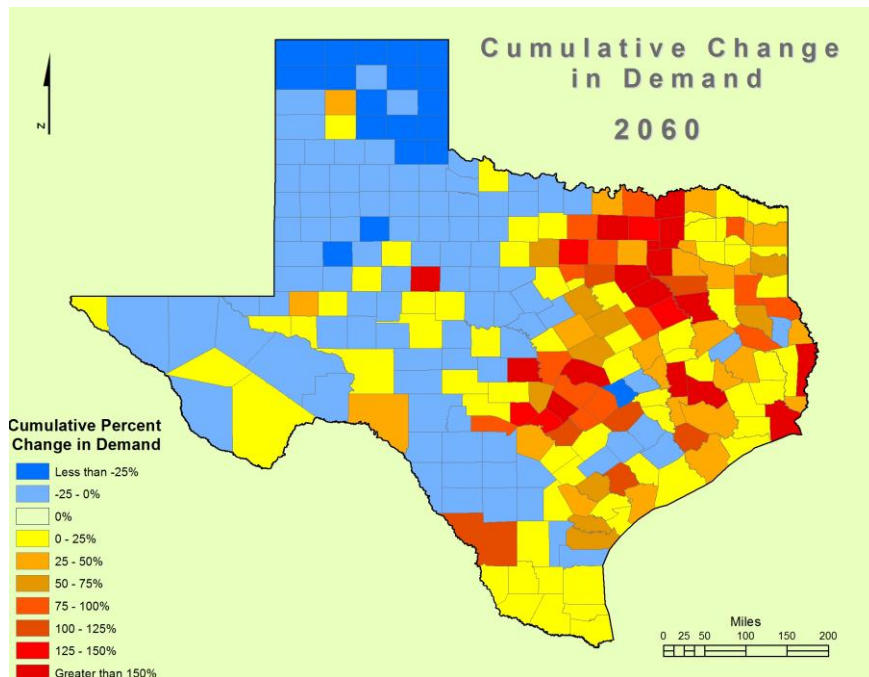 Cumulative Change
in Demand
2060
N
Cumulative Percent
Change in Demand
Less than -25%
-25 - 0%
0%
0 - 25%
25 - 50%
50 - 75%
75 - 100%
100 - 125%
125 - 150%
Greater than 150%
Miles
0 25 50 100 150 200